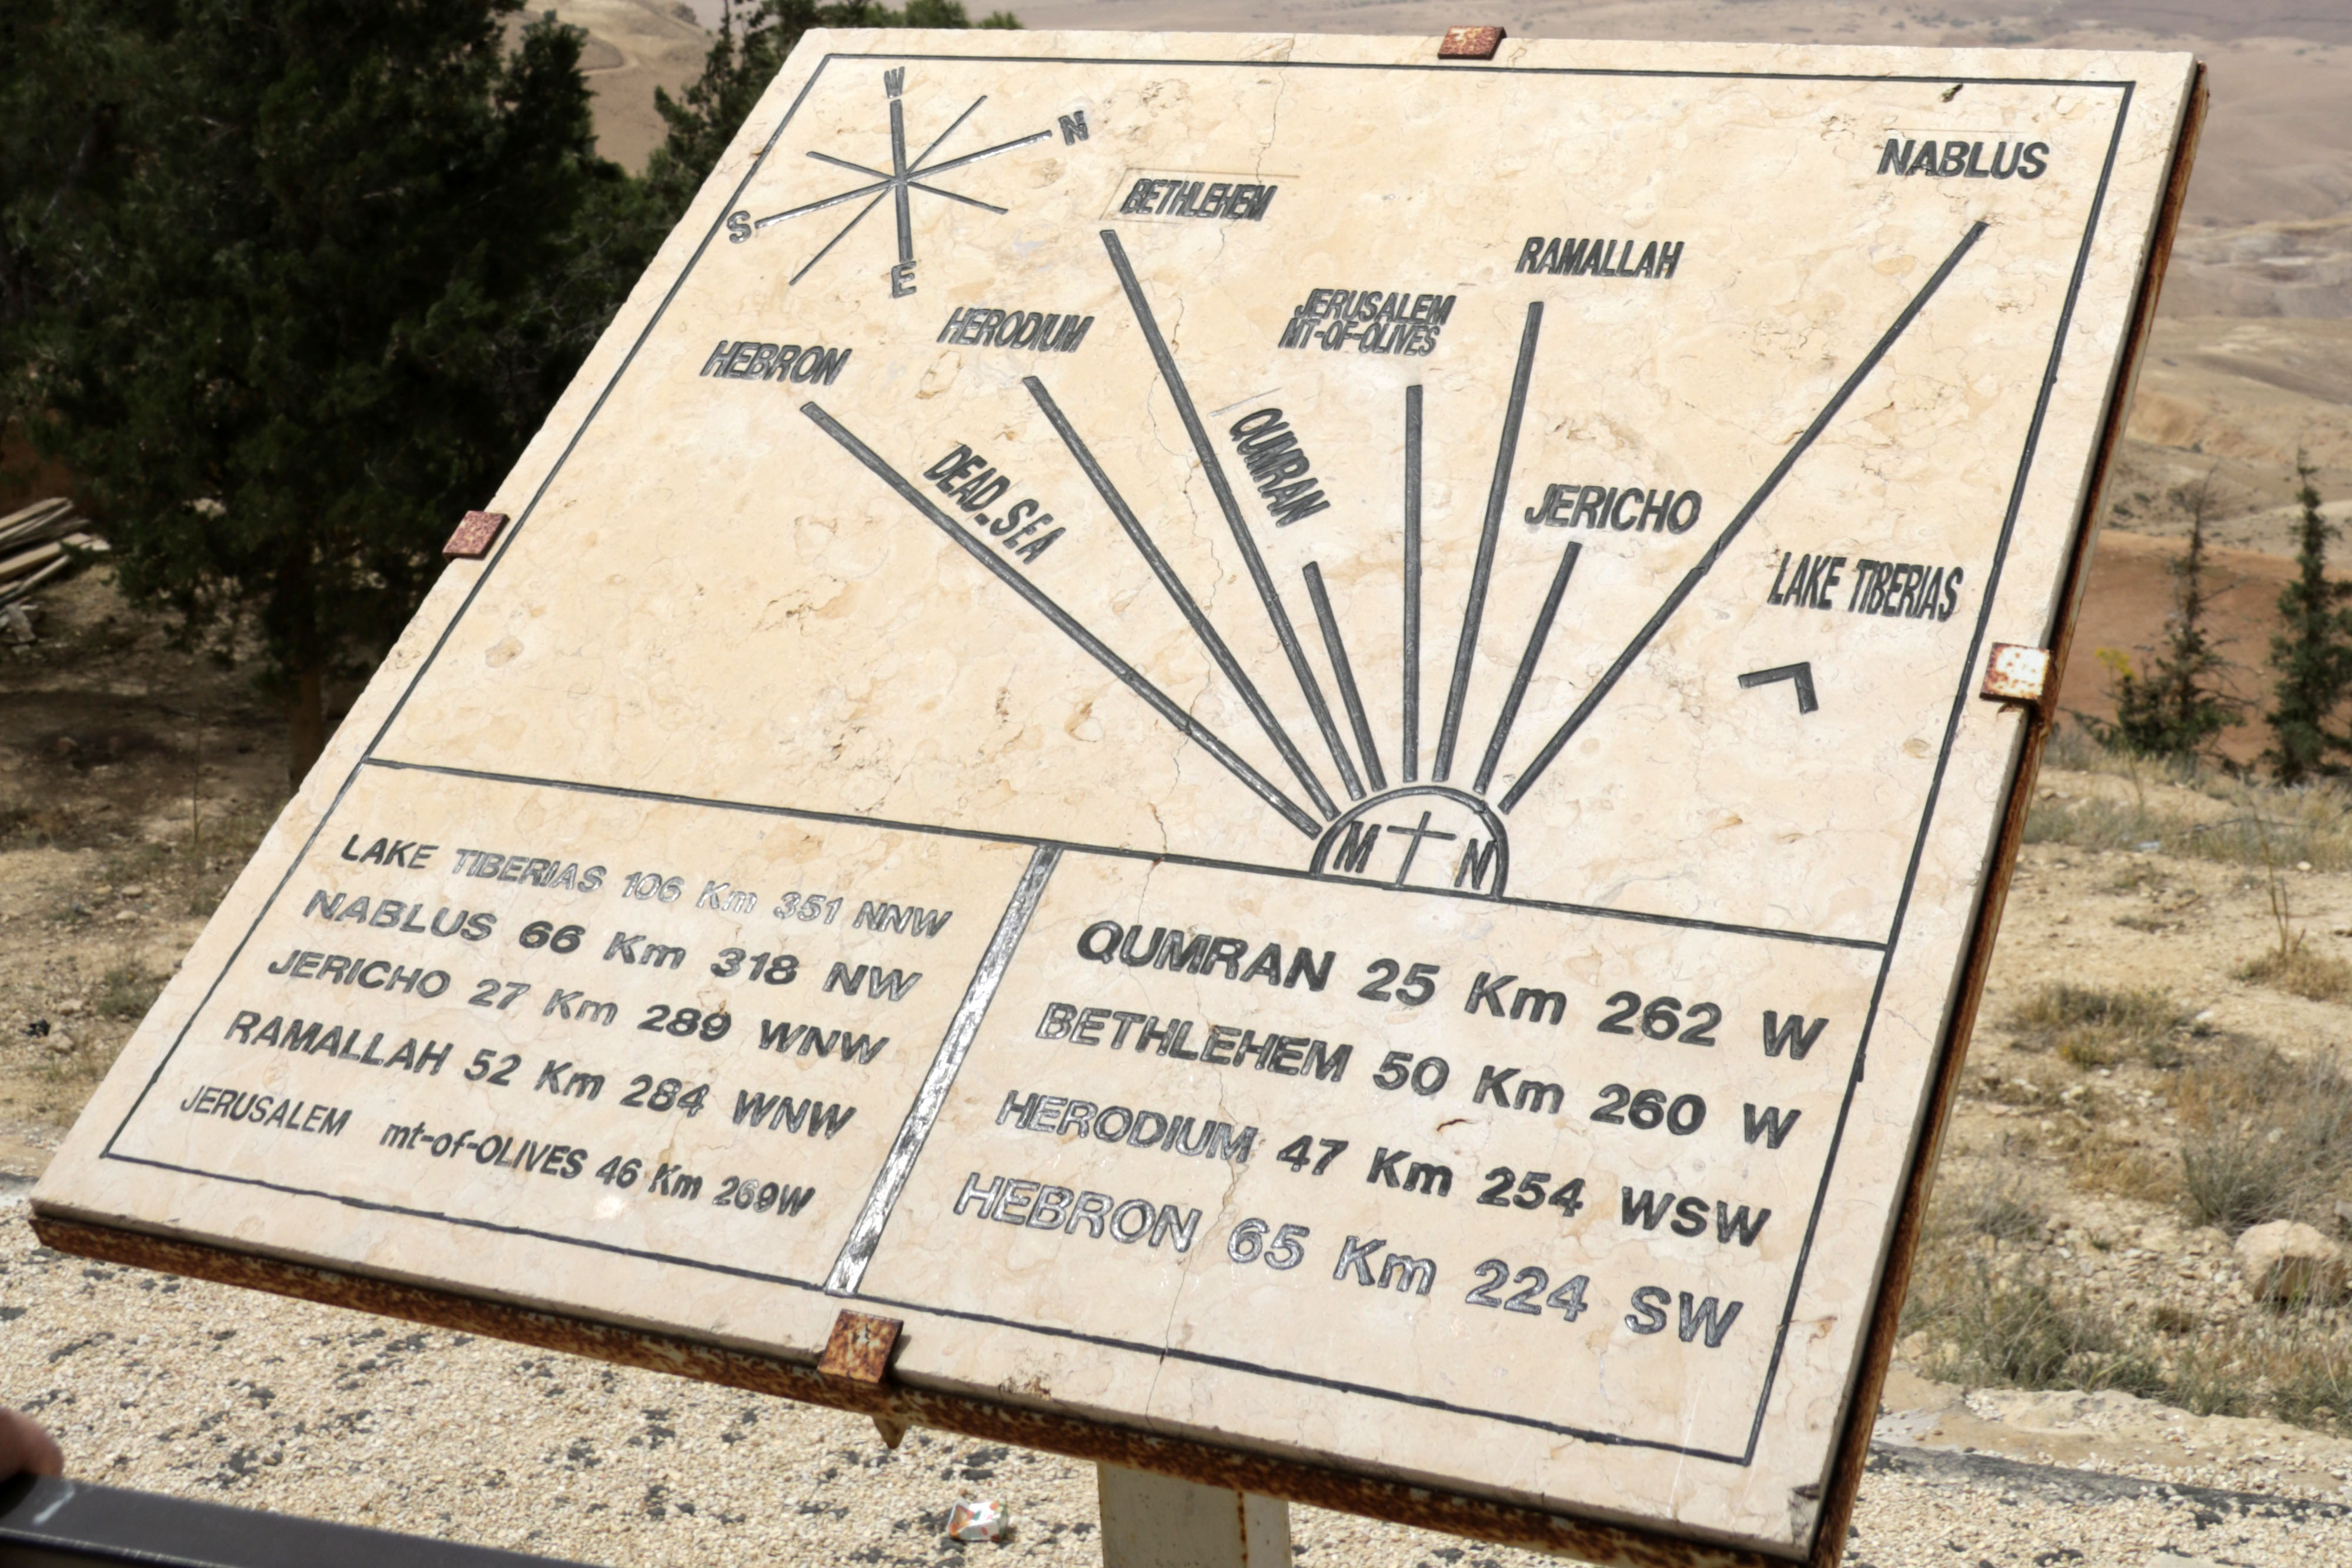 W
N
S
E
NABLUS
BETHLEHEM
RAMALLAH
JERUSALEM
MT-OF-OLIVES
HERODIUM
HEBRON
QUMRAN
DEAD-SEA
JERICHO
LAKE TIBERIAS
M N
LAKE TIBERIAS 106 Km 351 NNW
NABLUS 66 Km 318 NW
JERICHO 27 Km 289 WNW
RAMALLAH 52 Km 284 WNW
JERUSALEM mt-of-OLIVES 46 Km 269W
QUMRAN 25 Km 262 W
BETHLEHEM 50 Km 260 W
HERODIUM 47 Km 254 WSW
HEBRON 65 Km 224 SW